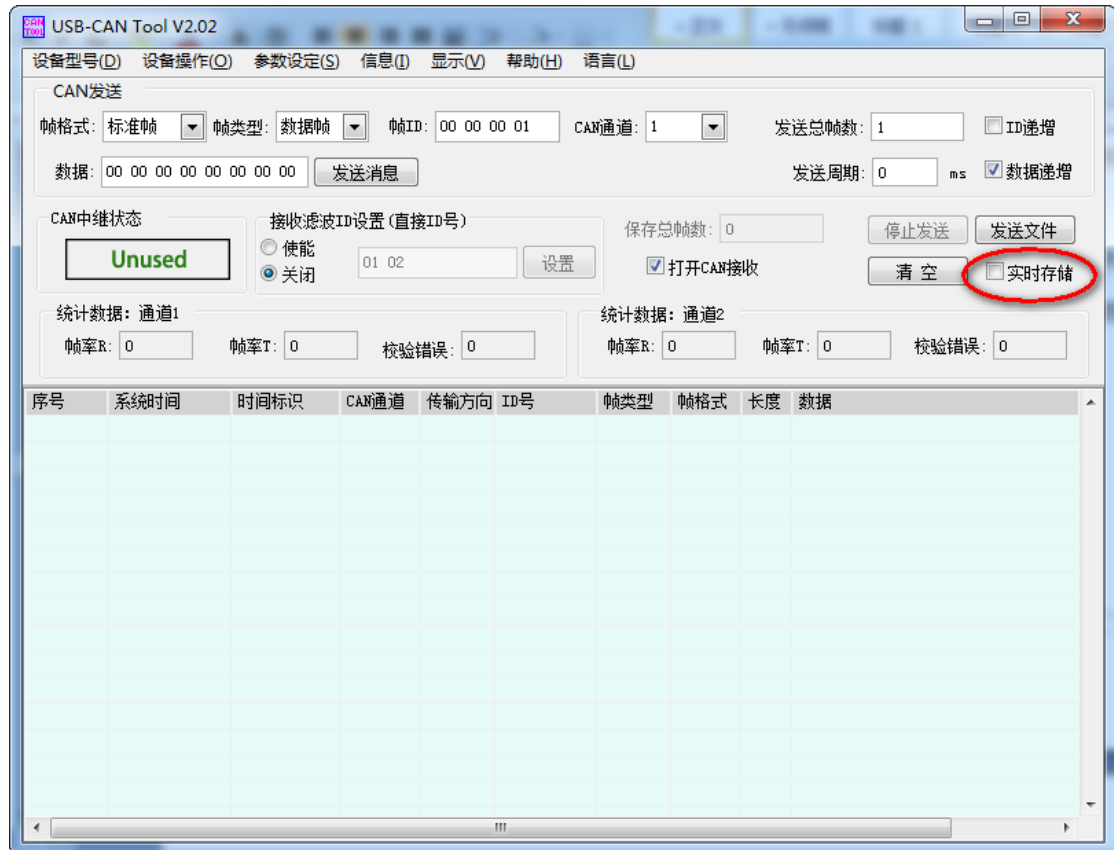 CAN TOOL USB-CAN Tool V2.02
设备型号(D) 设备操作(O) 参数设定(S) 信息(I) 显示(V) 帮助(H) 语言(L)
CAN发送
帧格式: 标准帧 帧类型: 数据帧 帧ID: 00 00 00 01 CAN通道: 1 发送总帧数: 1 ID递增
数据: 00 00 00 00 00 00 00 00 发送消息 发送周期: 0 ms 数据递增
CAN中继状态 接收滤波ID设置(直接ID号) 保存总帧数: 0 停止发送 发送文件
Unused 使能 01 02 设置 打开CAN接收 清 空 实时存储
关闭
统计数据: 通道1 统计数据: 通道2
帧率R: 0 帧率T: 0 校验错误: 0 帧率R: 0 帧率T: 0 校验错误: 0
序号 系统时间 时间标识 CAN通道 传输方向 ID号 帧类型 帧格式 长度 数据